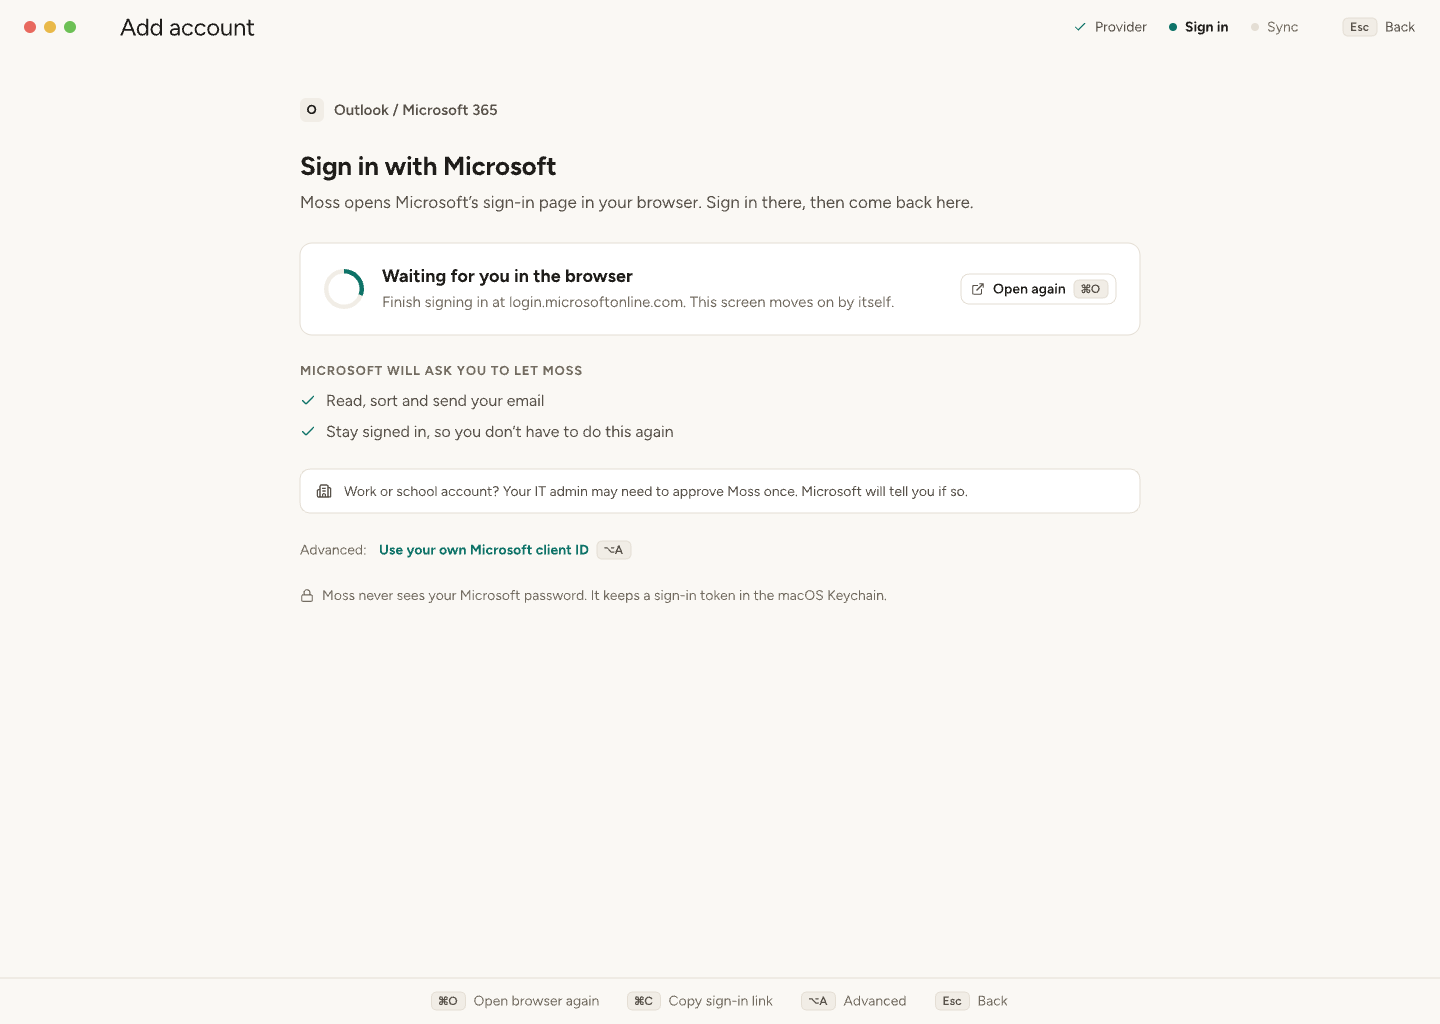 Add account
Provider
Sign in
Sync
Esc Back
O Outlook / Microsoft 365
Sign in with Microsoft
Moss opens Microsoft’s sign-in page in your browser. Sign in there, then come back here.
Waiting for you in the browser
Finish signing in at login.microsoftonline.com. This screen moves on by itself.
Open again ⌘O
MICROSOFT WILL ASK YOU TO LET MOSS
Read, sort and send your email
Stay signed in, so you don’t have to do this again
Work or school account? Your IT admin may need to approve Moss once. Microsoft will tell you if so.
Advanced: Use your own Microsoft client ID ⌥A
Moss never sees your Microsoft password. It keeps a sign-in token in the macOS Keychain.
⌘O Open browser again ⌘C Copy sign-in link ⌥A Advanced Esc Back